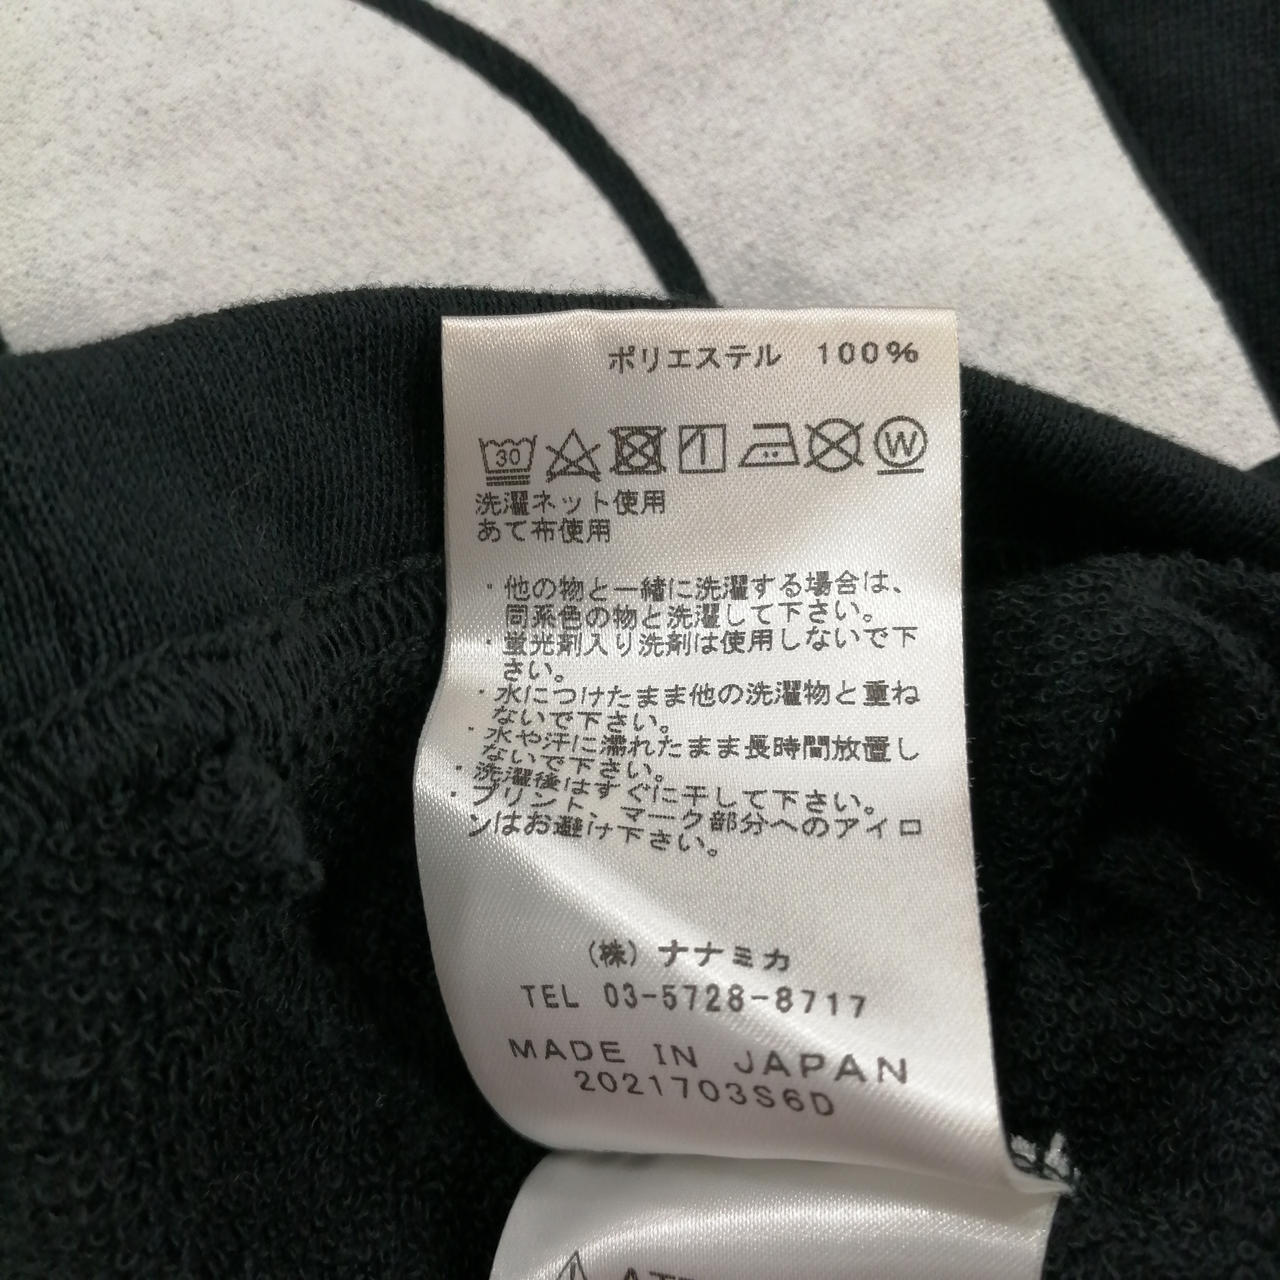 ポリエステル 100%
30
W
洗濯ネット使用
あて布使用
・他の物と一緒に洗濯する場合は、
同系色の物と洗濯して下さい。
・蛍光剤入り洗剤は使用しないで下
さい。
・水につけたまま他の洗濯物と重ね
ないで下さい。
・水や汗に濡れたまま長時間放置し
ないで下さい。
・洗濯後はすぐに干して下さい。
・プリント、マーク部分へのアイロ
ンはお避け下さい。
(株)ナナミカ
TEL 03-5728-8717
MADE IN JAPAN
2021703S6D